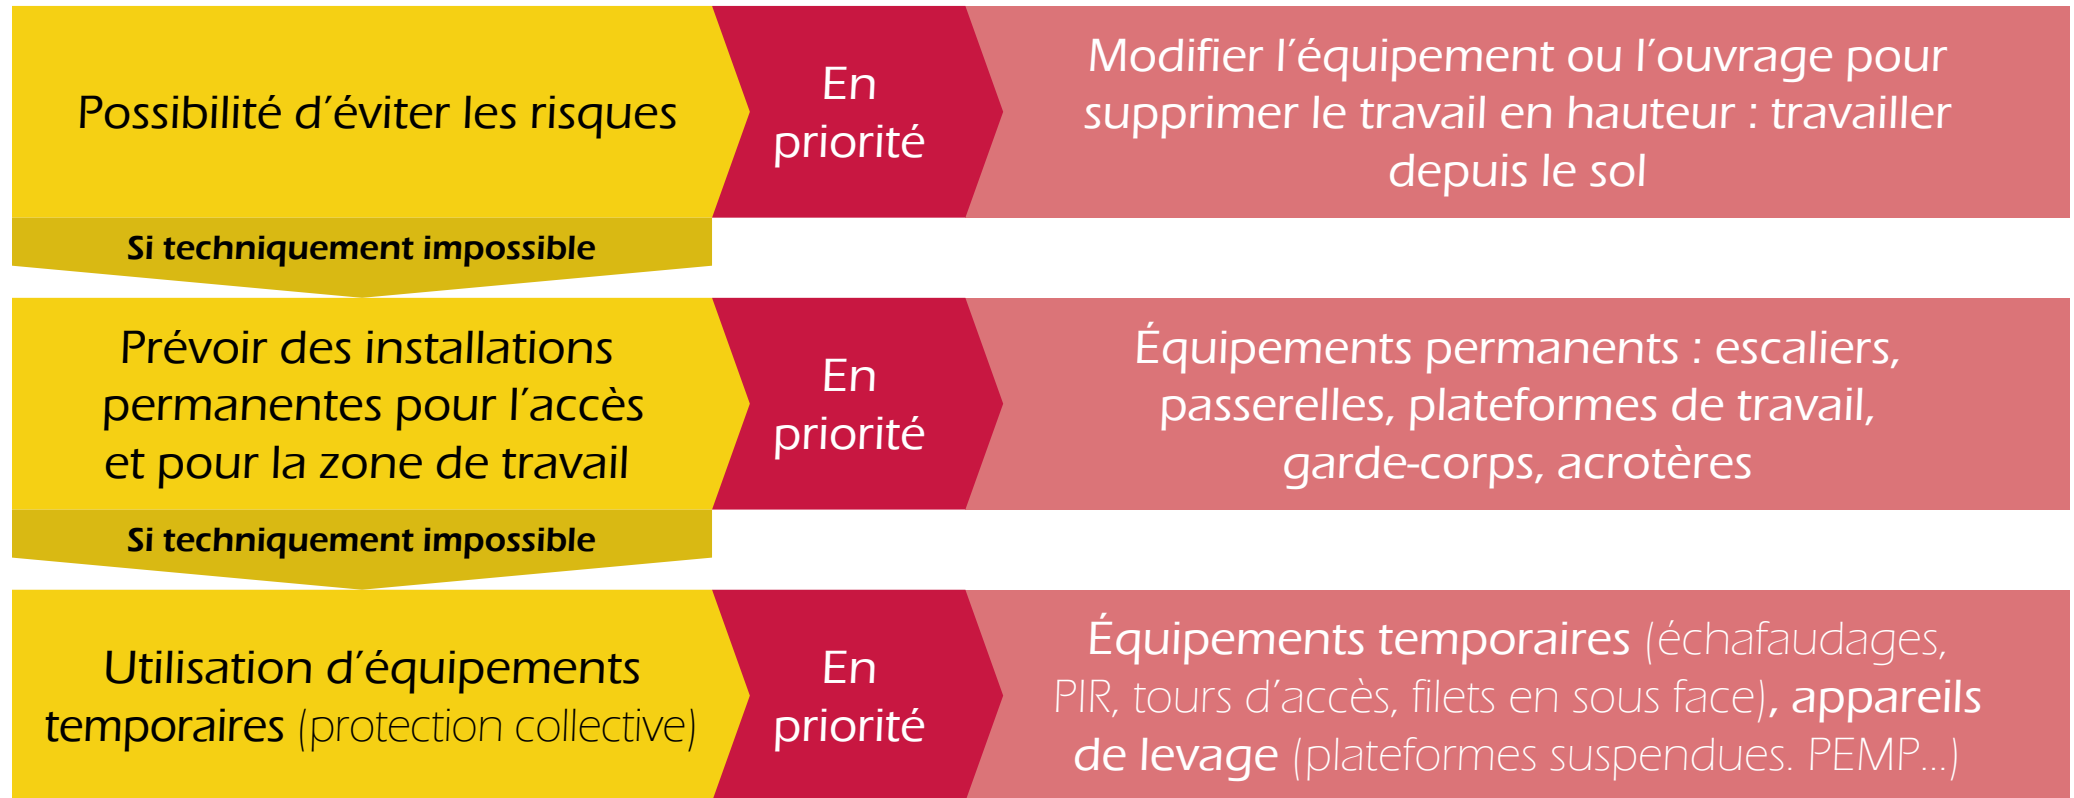 Possibilité d'éviter les risques
En
priorité
Modifier l'équipement ou l'ouvrage pour
supprimer le travail en hauteur : travailler
depuis le sol
Si techniquement impossible
Prévoir des installations
permanentes pour l'accès
et pour la zone de travail
En
priorité
Équipements permanents : escaliers,
passerelles, plateformes de travail,
garde-corps, acrotères
Si techniquement impossible
Utilisation d'équipements
temporaires (protection collective)
En
priorité
Équipements temporaires (échafaudages,
PIR, tours d'accès, filets en sous face), appareils
de levage (plateformes suspendues. PEMP...)